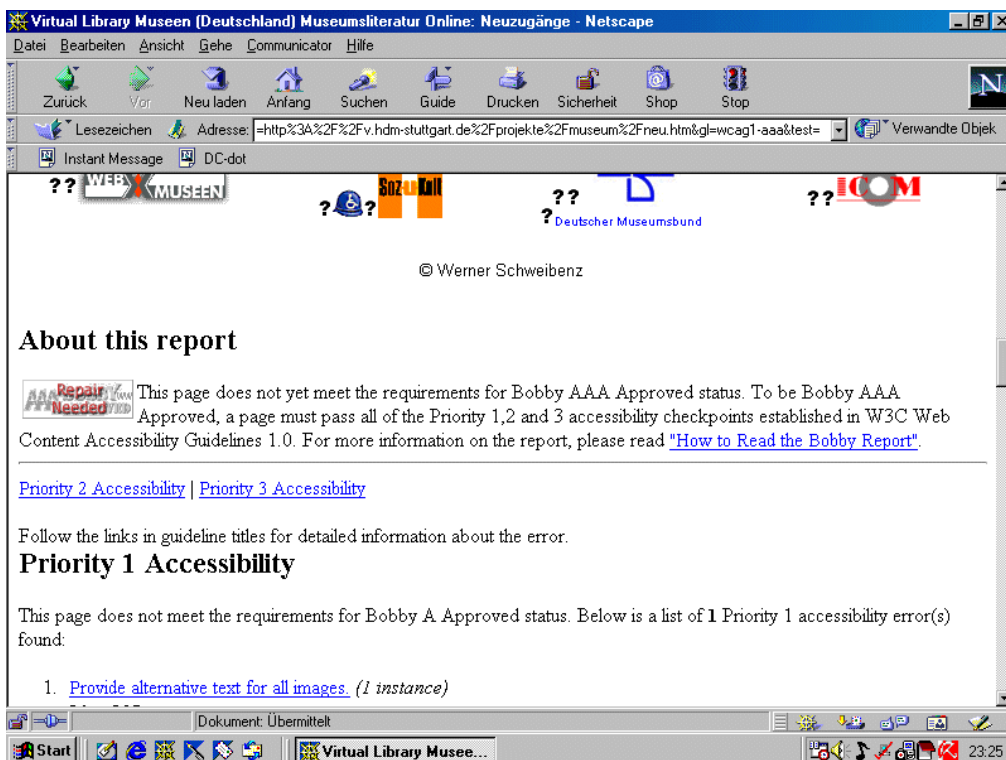 Virtual Library Museen (Deutschland) Museumsliteratur Online: Neuzugänge - Netscape
Datei Bearbeiten Ansicht Gehe Communicator Hilfe
Zurück Vor Neu laden Anfang Suchen Guide Drucken Sicherheit Shop Stop
N
Lesezeichen Adresse: =http%3A%2F%2Fv.hdm-stuttgart.de%2Fprojekte%2Fmuseum%2Fneu.htm&gl=wcag1-aaa&test= Verwandte Objek
Instant Message DC-dot
?? WEB MUSEEN ? ? Soz-u-Kult ?? ?? ICOM
? Deutscher Museumsbund
© Werner Schweibenz
About this report
AAA Repair Needed This page does not yet meet the requirements for Bobby AAA Approved status. To be Bobby AAA
Approved, a page must pass all of the Priority 1,2 and 3 accessibility checkpoints established in W3C Web
Content Accessibility Guidelines 1.0. For more information on the report, please read "How to Read the Bobby Report".
Priority 2 Accessibility | Priority 3 Accessibility
Follow the links in guideline titles for detailed information about the error.
Priority 1 Accessibility
This page does not meet the requirements for Bobby A Approved status. Below is a list of 1 Priority 1 accessibility error(s)
found:
1. Provide alternative text for all images. (1 instance)
Dokument: Übermittelt
Start Virtual Library Musee... 23:25